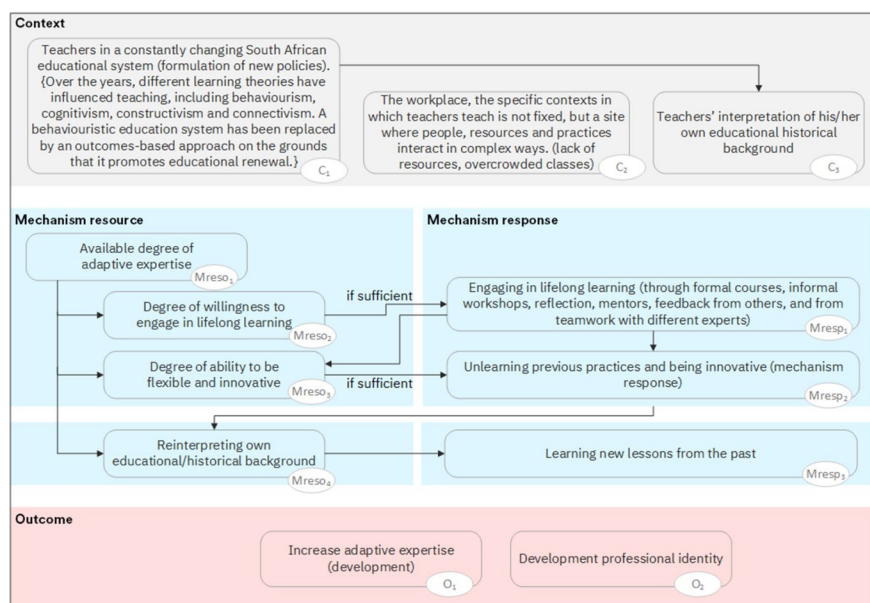 Context
Teachers in a constantly changing South African
educational system (formulation of new policies).
{Over the years, different learning theories have
influenced teaching, including behaviourism,
cognitivism, constructivism and connectivism. A
behaviouristic education system has been replaced
by an outcomes-based approach on the grounds
that it promotes educational renewal.}
C₁
The workplace, the specific contexts in
which teachers teach is not fixed, but a site
where people, resources and practices
interact in complex ways. (lack of
resources, overcrowded classes)
C₂
Teachers' interpretation of his/her
own educational historical
background
C₃
Mechanism resource
Available degree of
adaptive expertise
Mreso₁
Degree of willingness to
engage in lifelong learning
Mreso₂
if sufficient
Degree of ability to be
flexible and innovative
Mreso₃
if sufficient
Reinterpreting own
educational/historical background
Mreso₄
Mechanism response
Engaging in lifelong learning (through formal courses, informal
workshops, reflection, mentors, feedback from others, and from
teamwork with different experts)
Mresp₁
Unlearning previous practices and being innovative (mechanism
response)
Mresp₂
Learning new lessons from the past
Mresp₃
Outcome
Increase adaptive expertise
(development)
O₁
Development professional identity
O₂